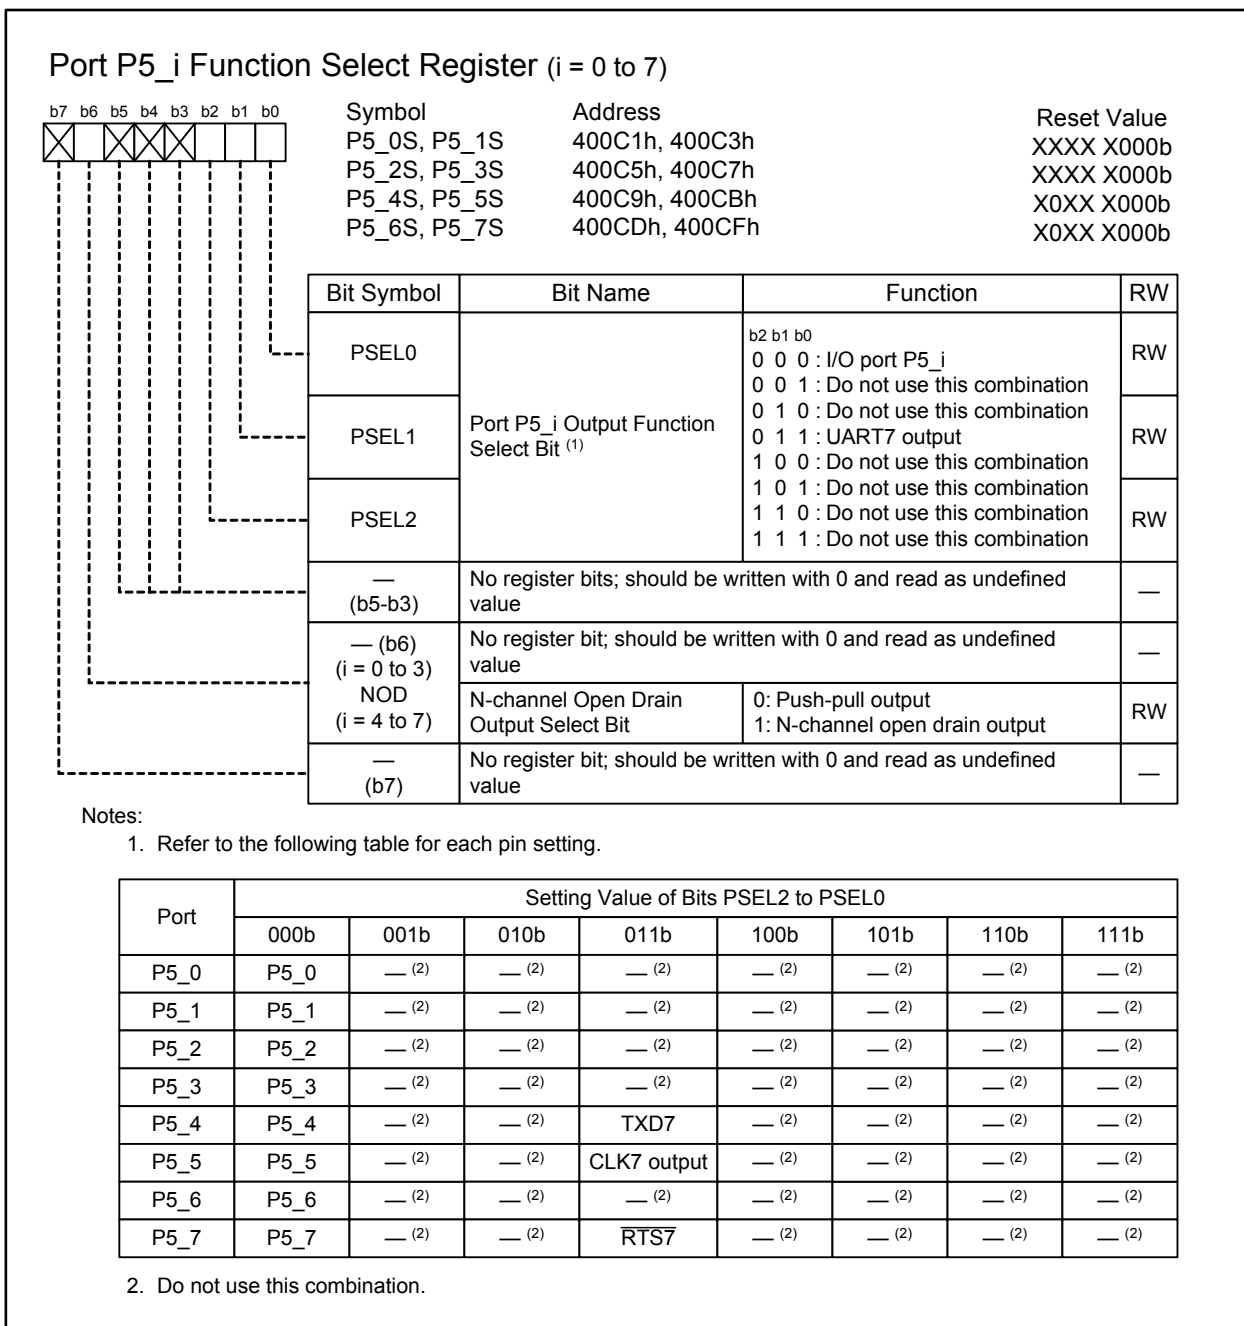 Port P5_i Function Select Register (i = 0 to 7)
b7 b6 b5 b4 b3 b2 b1 b0
Symbol Address Reset Value
P5_0S, P5_1S 400C1h, 400C3h XXXX X000b
P5_2S, P5_3S 400C5h, 400C7h XXXX X000b
P5_4S, P5_5S 400C9h, 400CBh X0XX X000b
P5_6S, P5_7S 400CDh, 400CFh X0XX X000b
Bit Symbol Bit Name Function RW
PSEL0 RW
PSEL1 RW
PSEL2 RW
Port P5_i Output Function
Select Bit (1)
b2 b1 b0
0 0 0 : I/O port P5_i
0 0 1 : Do not use this combination
0 1 0 : Do not use this combination
0 1 1 : UART7 output
1 0 0 : Do not use this combination
1 0 1 : Do not use this combination
1 1 0 : Do not use this combination
1 1 1 : Do not use this combination
—
(b5-b3)
No register bits; should be written with 0 and read as undefined
value
—
— (b6)
(i = 0 to 3)
No register bit; should be written with 0 and read as undefined
value
—
NOD
(i = 4 to 7)
N-channel Open Drain
Output Select Bit
0: Push-pull output
1: N-channel open drain output
RW
—
(b7)
No register bit; should be written with 0 and read as undefined
value
—
Notes:
1. Refer to the following table for each pin setting.
Port Setting Value of Bits PSEL2 to PSEL0
000b 001b 010b 011b 100b 101b 110b 111b
P5_0 P5_0 — (2) — (2) — (2) — (2) — (2) — (2) — (2)
P5_1 P5_1 — (2) — (2) — (2) — (2) — (2) — (2) — (2)
P5_2 P5_2 — (2) — (2) — (2) — (2) — (2) — (2) — (2)
P5_3 P5_3 — (2) — (2) — (2) — (2) — (2) — (2) — (2)
P5_4 P5_4 — (2) — (2) TXD7 — (2) — (2) — (2) — (2)
P5_5 P5_5 — (2) — (2) CLK7 output — (2) — (2) — (2) — (2)
P5_6 P5_6 — (2) — (2) — (2) — (2) — (2) — (2) — (2)
P5_7 P5_7 — (2) — (2) R̅T̅S̅7̅ — (2) — (2) — (2) — (2)
2. Do not use this combination.